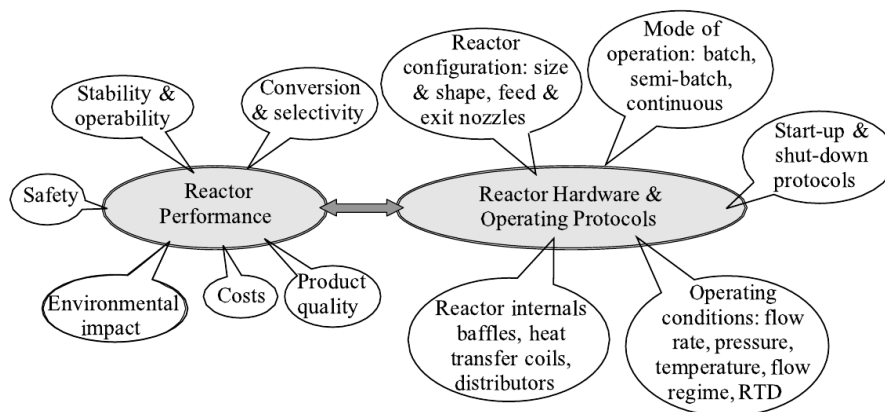 Stability &
operability
Conversion
& selectivity
Safety
Reactor
Performance
Environmental
impact
Costs
Product
quality
Reactor
configuration: size
& shape, feed &
exit nozzles
Mode of
operation: batch,
semi-batch,
continuous
Start-up &
shut-down
protocols
Reactor Hardware &
Operating Protocols
Reactor internals
baffles, heat
transfer coils,
distributors
Operating
conditions: flow
rate, pressure,
temperature, flow
regime, RTD